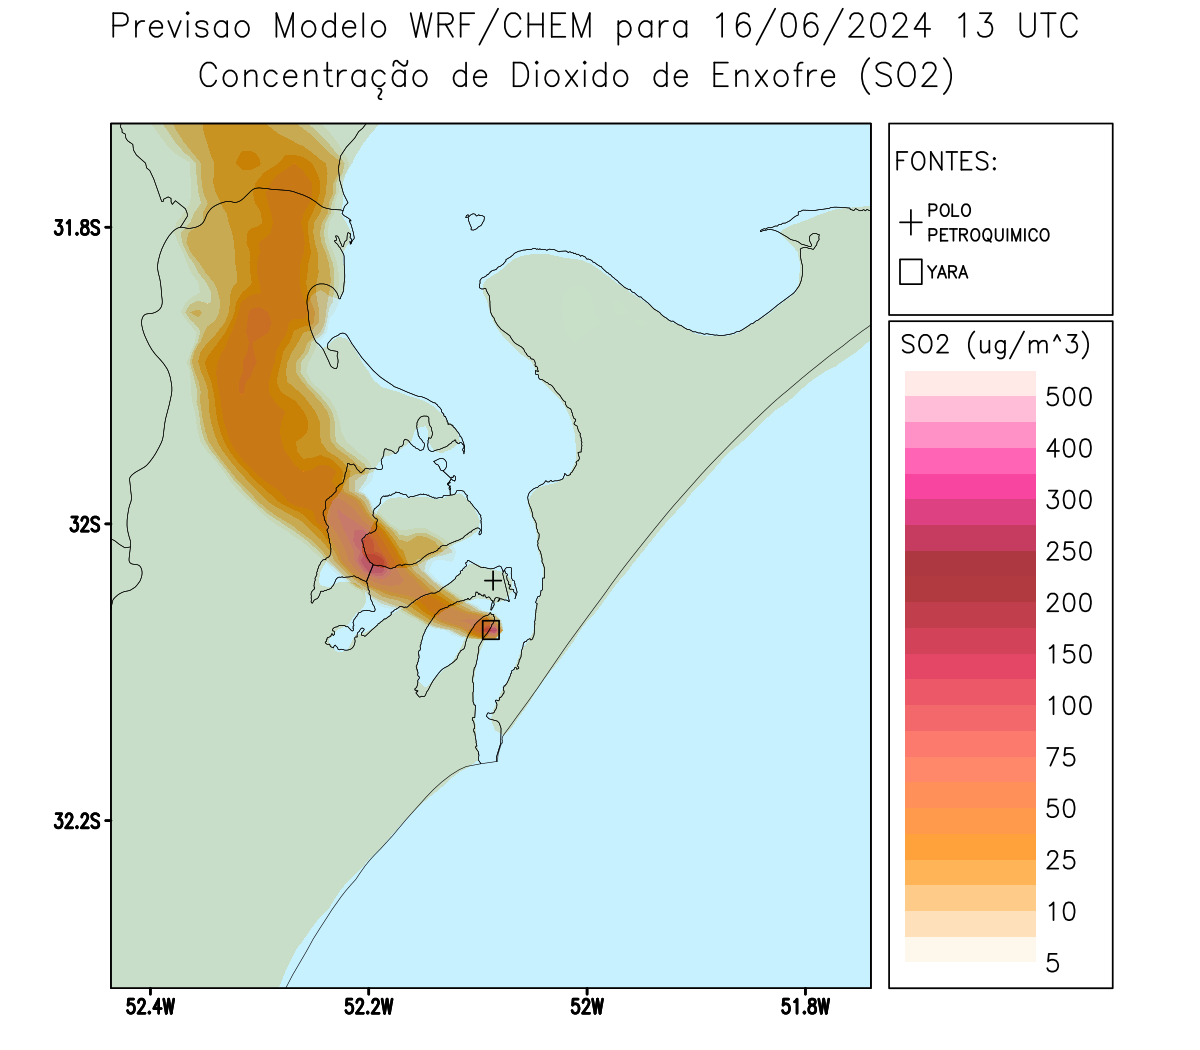 Previsao Modelo WRF/CHEM para 16/06/2024 13 UTC
Concentração de Dioxido de Enxofre (SO2)
FONTES:
POLO
PETROQUIMICO
YARA
SO2 (ug/m^3)
500
400
300
250
200
150
100
75
50
25
10
5
31.8S
32S
32.2S
52.4W
52.2W
52W
51.8W